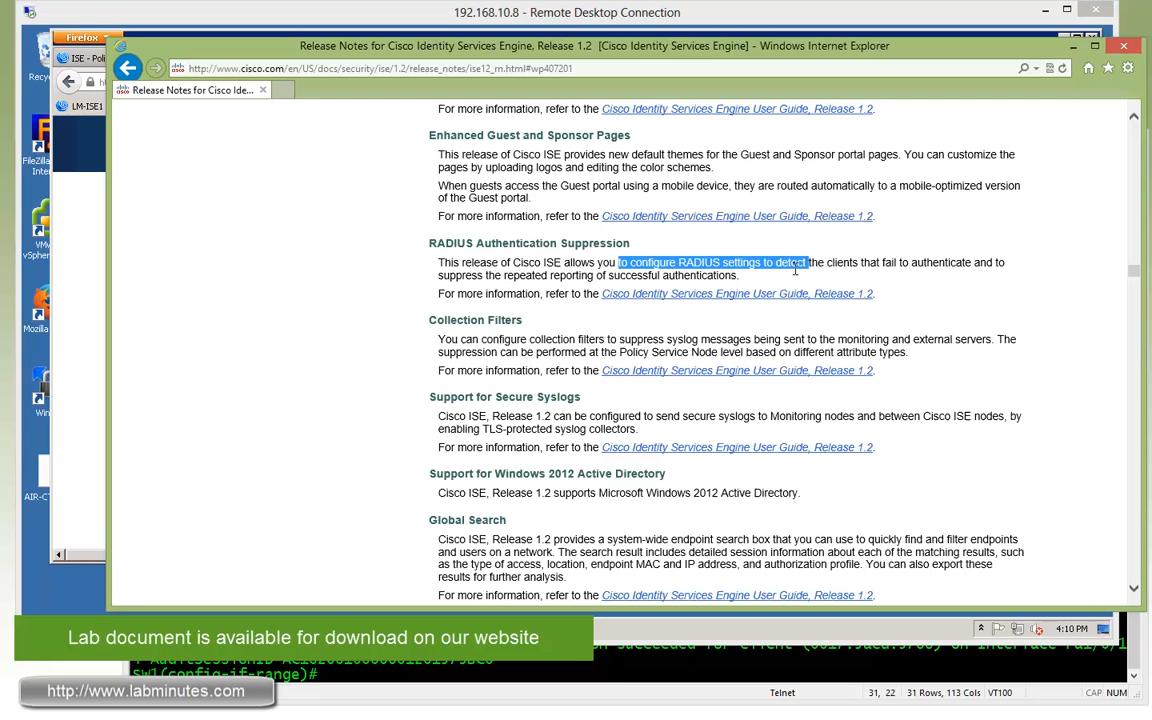 192.168.10.8 - Remote Desktop Connection
Firefox
Release Notes for Cisco Identity Services Engine, Release 1.2 [Cisco Identity Services Engine] - Windows Internet Explorer
ISE - Poli
http://www.cisco.com/en/US/docs/security/ise/1.2/release_notes/ise12_rn.html#wp407201
Release Notes for Cisco Ide...
LM-ISE1
For more information, refer to the Cisco Identity Services Engine User Guide, Release 1.2.
Enhanced Guest and Sponsor Pages
This release of Cisco ISE provides new default themes for the Guest and Sponsor portal pages. You can customize the
pages by uploading logos and editing the color schemes.
When guests access the Guest portal using a mobile device, they are routed automatically to a mobile-optimized version
of the Guest portal.
For more information, refer to the Cisco Identity Services Engine User Guide, Release 1.2.
RADIUS Authentication Suppression
This release of Cisco ISE allows you to configure RADIUS settings to detect the clients that fail to authenticate and to
suppress the repeated reporting of successful authentications.
For more information, refer to the Cisco Identity Services Engine User Guide, Release 1.2.
Collection Filters
You can configure collection filters to suppress syslog messages being sent to the monitoring and external servers. The
suppression can be performed at the Policy Service Node level based on different attribute types.
For more information, refer to the Cisco Identity Services Engine User Guide, Release 1.2.
Support for Secure Syslogs
Cisco ISE, Release 1.2 can be configured to send secure syslogs to Monitoring nodes and between Cisco ISE nodes, by
enabling TLS-protected syslog collectors.
For more information, refer to the Cisco Identity Services Engine User Guide, Release 1.2.
Support for Windows 2012 Active Directory
Cisco ISE, Release 1.2 supports Microsoft Windows 2012 Active Directory.
Global Search
Cisco ISE, Release 1.2 provides a system-wide endpoint search box that you can use to quickly find and filter endpoints
and users on a network. The search result includes detailed session information about each of the matching results, such
as the type of access, location, endpoint MAC and IP address, and authorization profile. You can also export these
results for further analysis.
For more information, refer to the Cisco Identity Services Engine User Guide, Release 1.2.
Recy
FileZilla
Inter
VMv
vSphere
Mozilla
Win
AIR-CT
4:10 PM
Lab document is available for download on our website
SW1(config-if-range)#
http://www.labminutes.com
Telnet
31, 22
31 Rows, 113 Cols
VT100
CAP NUM